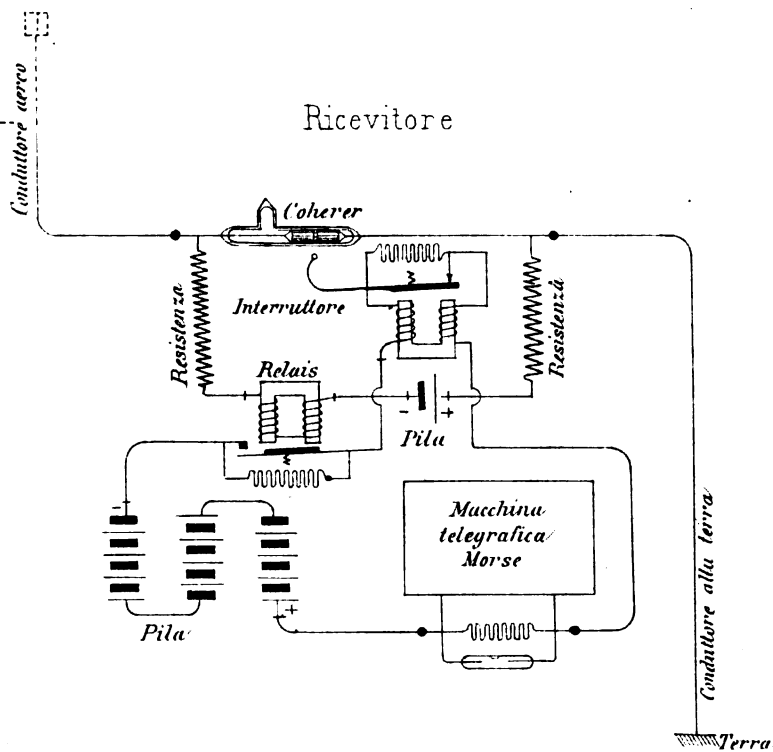 Conduttore aereo
Ricevitore
Coherer
Interruttore
Resistenza
Resistenza
Relais
- +
Pila
-
Macchina
telegrafica
Morse
+
Pila
Conduttore alla terra
Terra